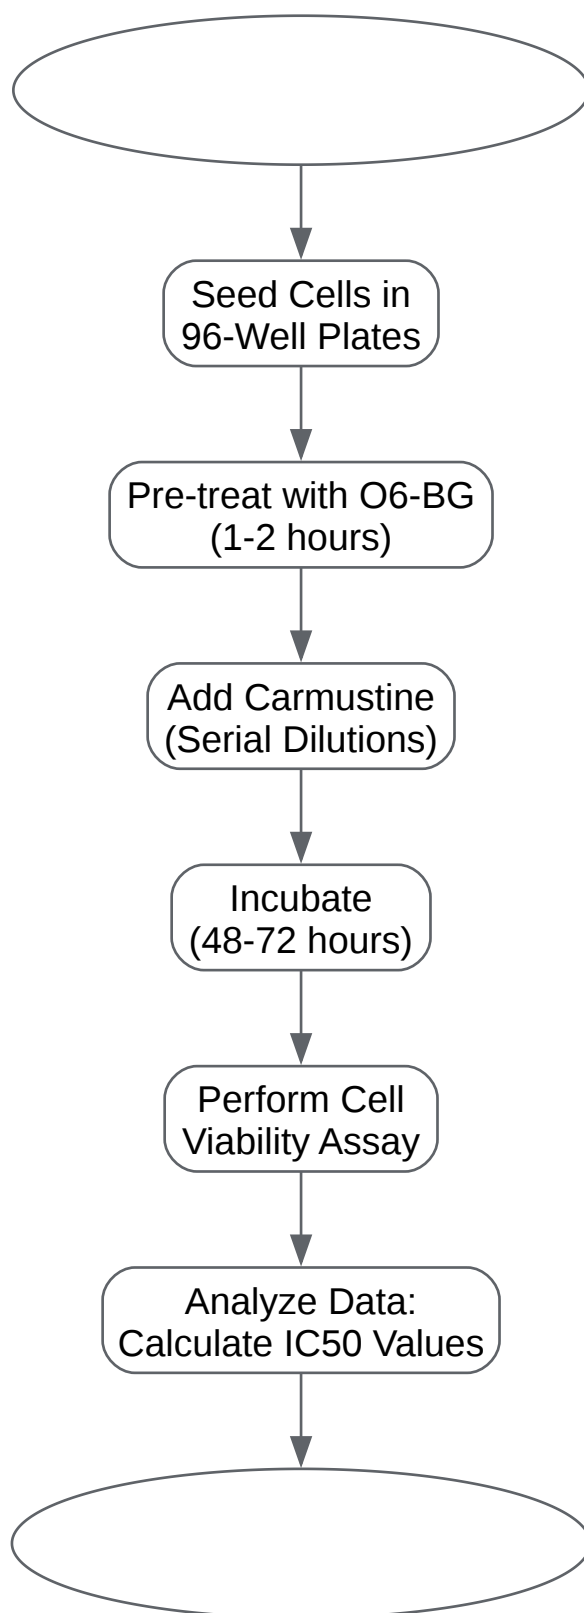 Seed Cells in
96-Well Plates
Pre-treat with O6-BG
(1-2 hours)
Add Carmustine
(Serial Dilutions)
Incubate
(48-72 hours)
Perform Cell
Viability Assay
Analyze Data:
Calculate IC50 Values